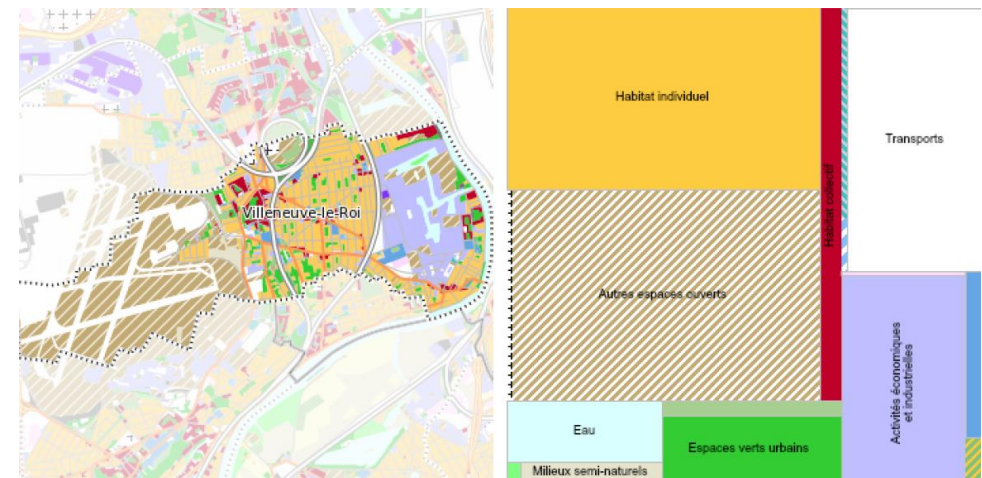 Villeneuve-le-Roi
Habitat individuel
Habitat collectif
Transports
Autres espaces ouverts
Activités économiques
et industrielles
Eau
Espaces verts urbains
Milieux semi-naturels